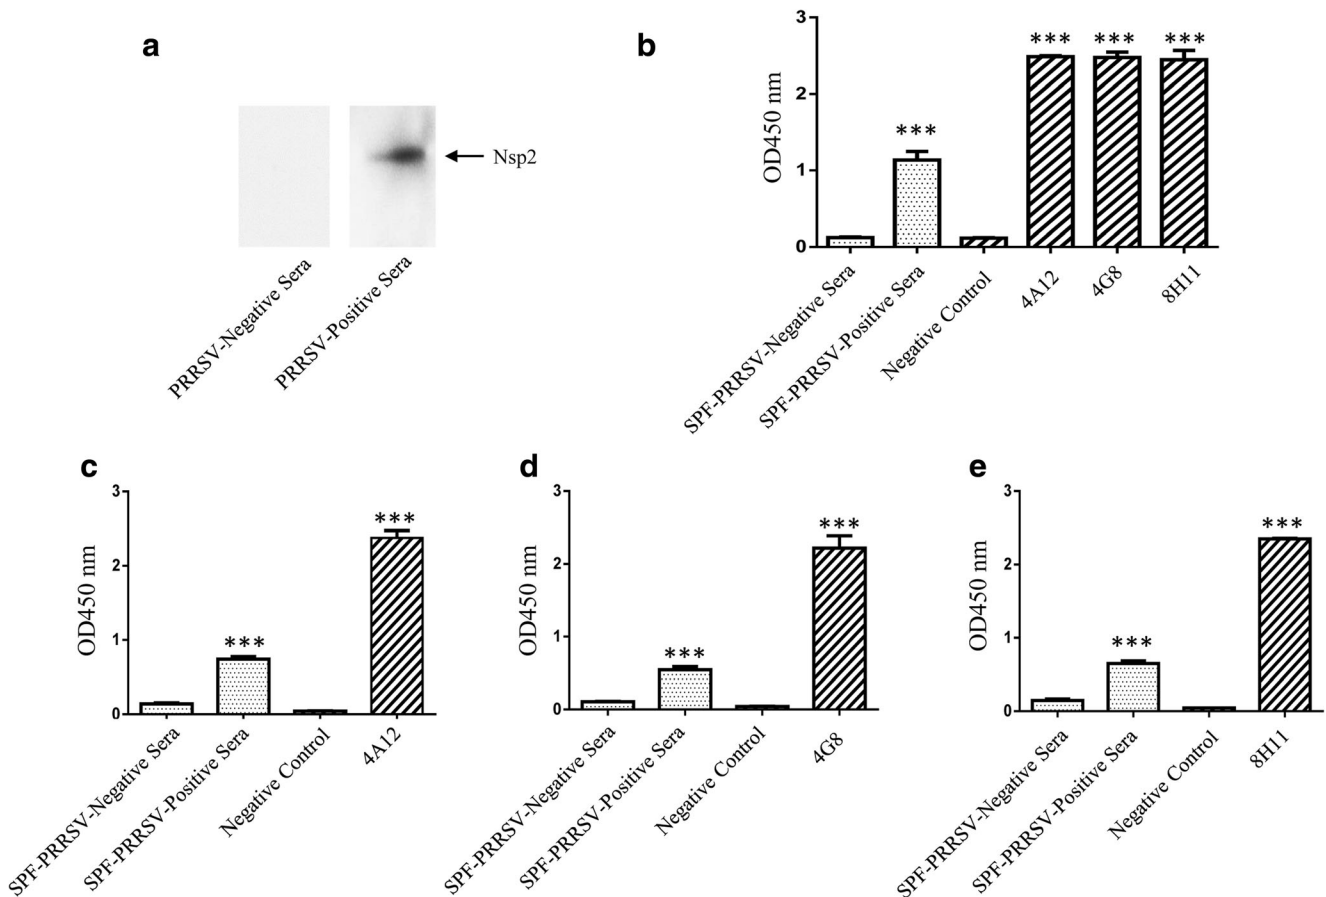 a
Nsp2
PRRSV-Negative Sera
PRRSV-Positive Sera
b
OD450 nm
3
2
1
0
***
***
***
***
SPF-PRRSV-Negative Sera
SPF-PRRSV-Positive Sera
Negative Control
4A12
4G8
8H11
c
OD450 nm
3
2
1
0
***
***
SPF-PRRSV-Negative Sera
SPF-PRRSV-Positive Sera
Negative Control
4A12
d
OD450 nm
3
2
1
0
***
***
SPF-PRRSV-Negative Sera
SPF-PRRSV-Positive Sera
Negative Control
4G8
e
OD450 nm
3
2
1
0
***
***
SPF-PRRSV-Negative Sera
SPF-PRRSV-Positive Sera
Negative Control
8H11